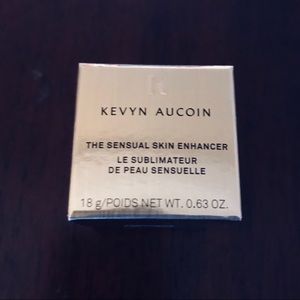 KEVYN AUCOIN
THE SENSUAL SKIN ENHANCER
LE SUBLIMATEUR
DE PEAU SENSUELLE
18 g/POIDS NET WT. 0.63 OZ.